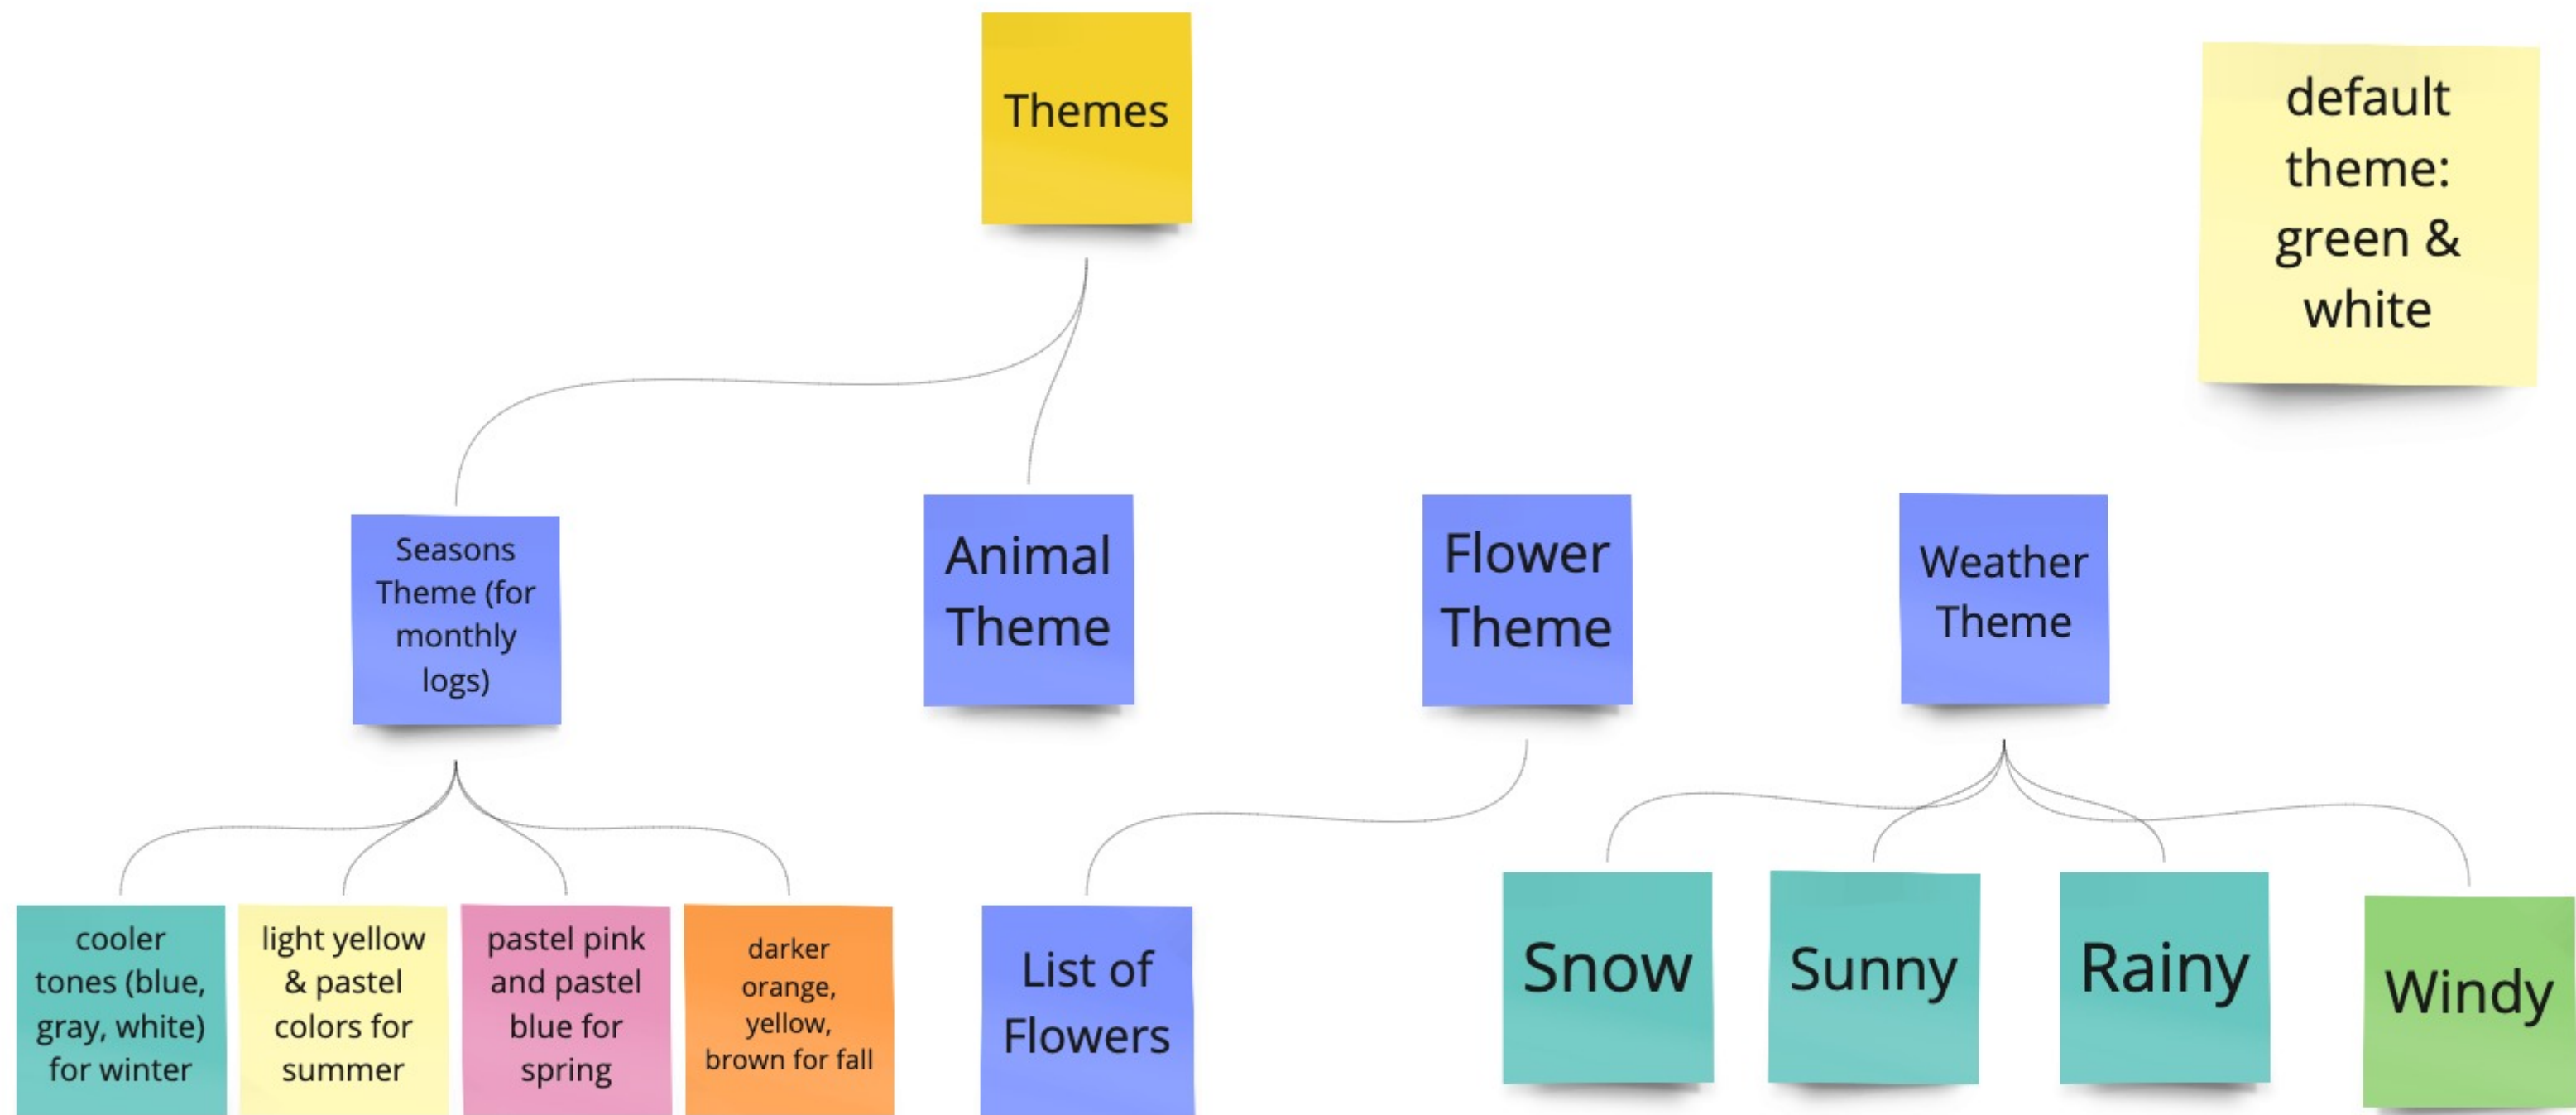 Themes
default
theme:
green &
white
Seasons
Theme (for
monthly
logs)
Animal
Theme
Flower
Theme
Weather
Theme
cooler
tones (blue,
gray, white)
for winter
light yellow
& pastel
colors for
summer
pastel pink
and pastel
blue for
spring
darker
orange,
yellow,
brown for fall
List of
Flowers
Snow
Sunny
Rainy
Windy